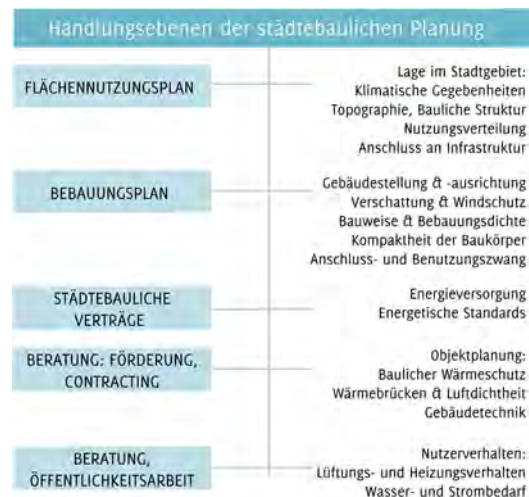 Handlungsebenen der städtebaulichen Planung
FLÄCHENNUTZUNGSPLAN
Lage im Stadtgebiet:
Klimatische Gegebenheiten
Topographie, Bauliche Struktur
Nutzungsverteilung
Anschluss an Infrastruktur
BEBAUUNGSPLAN
Gebäudestellung & -ausrichtung
Verschattung & Windschutz
Bauweise & Bebauungsdichte
Kompaktheit der Baukörper
Anschluss- und Benutzungszwang
STÄDTEBAULICHE
VERTRÄGE
Energieversorgung
Energetische Standards
BERATUNG: FÖRDERUNG,
CONTRACTING
Objektplanung:
Baulicher Wärmeschutz
Wärmebrücken & Luftdichtheit
Gebäudetechnik
BERATUNG,
ÖFFENTLICHKEITSARBEIT
Nutzerverhalten:
Lüftungs- und Heizungsverhalten
Wasser- und Strombedarf